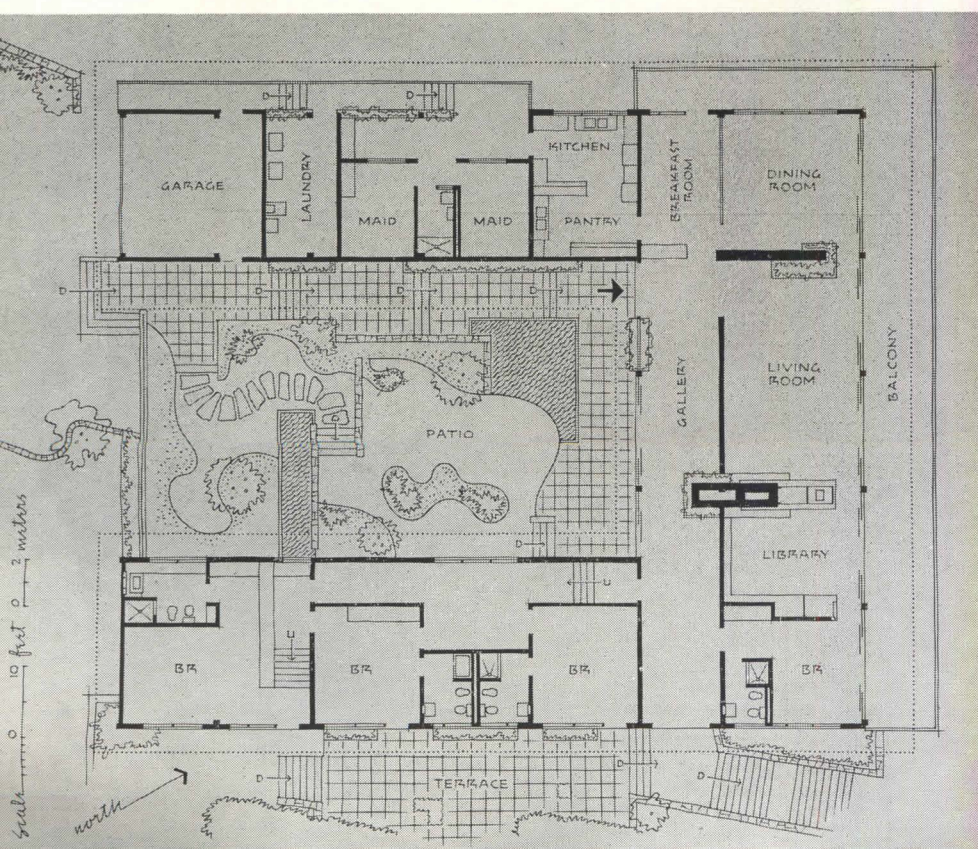 D
D
GARAGE
LAUNDRY
MAID
MAID
KITCHEN
PANTRY
BREAKFAST
ROOM
DINING
ROOM
D
D
D
D
GALLERY
LIVING
ROOM
BALCONY
D
PATIO
D
U
LIBRARY
BR
U
BR
BR
BR
D
TERRACE
D
D
north
Scale 0 10 feet 0 2 meters